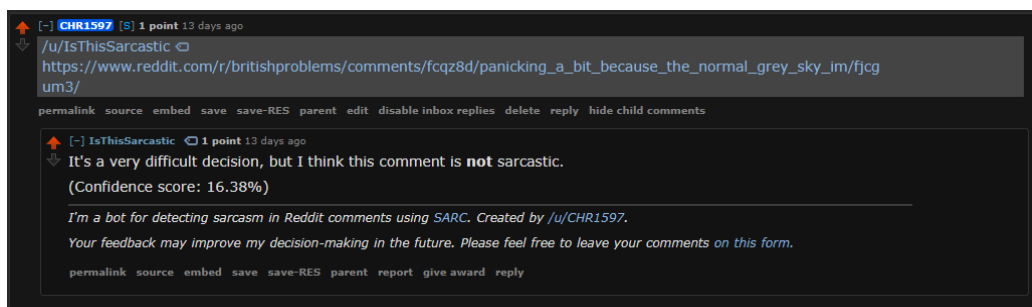 [-] CHR1597 [S] 1 point 13 days ago
/u/IsThisSarcastic
https://www.reddit.com/r/britishproblems/comments/fcqz8d/panicking_a_bit_because_the_normal_grey_sky_im/fjcg
um3/
permalink source embed save save-RES parent edit disable inbox replies delete reply hide child comments
[-] IsThisSarcastic 1 point 13 days ago
It's a very difficult decision, but I think this comment is not sarcastic.
(Confidence score: 16.38%)
I'm a bot for detecting sarcasm in Reddit comments using SARC. Created by /u/CHR1597.
Your feedback may improve my decision-making in the future. Please feel free to leave your comments on this form.
permalink source embed save save-RES parent report give award reply